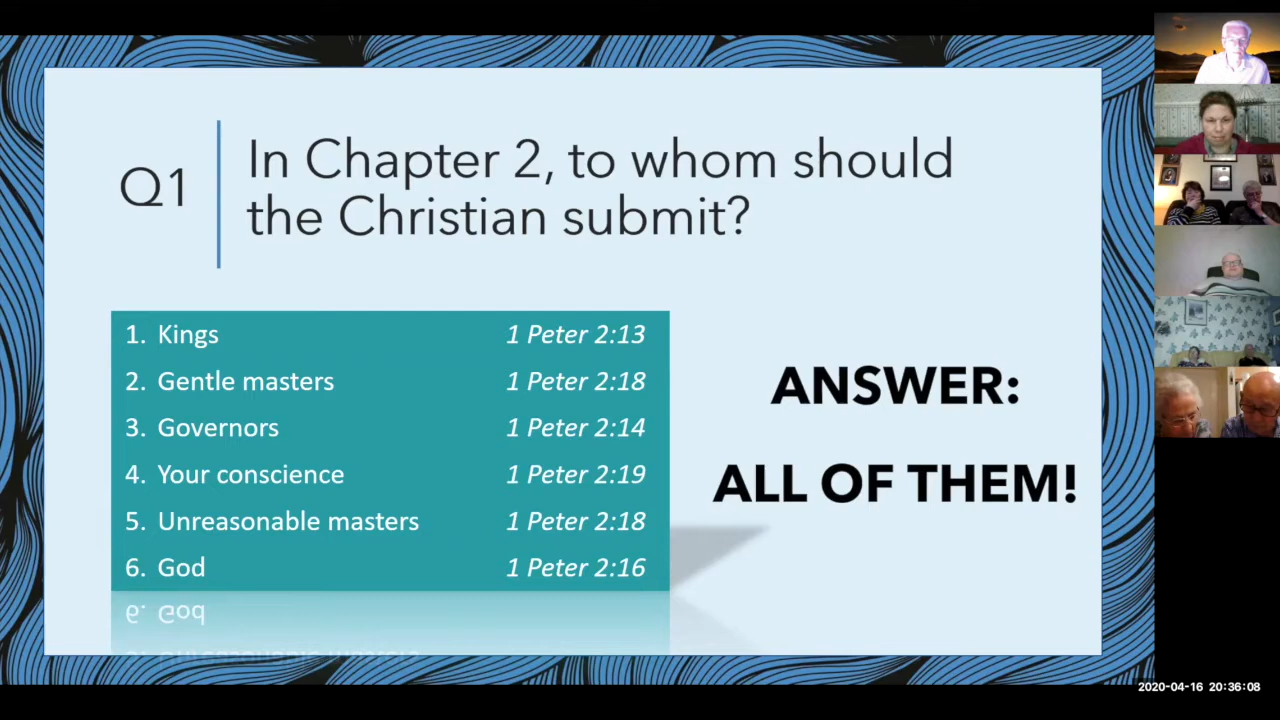 Q1
In Chapter 2, to whom should
the Christian submit?
1. Kings 1 Peter 2:13
2. Gentle masters 1 Peter 2:18
3. Governors 1 Peter 2:14
4. Your conscience 1 Peter 2:19
5. Unreasonable masters 1 Peter 2:18
6. God 1 Peter 2:16
ANSWER:
ALL OF THEM!
2020-04-16 20:36:08